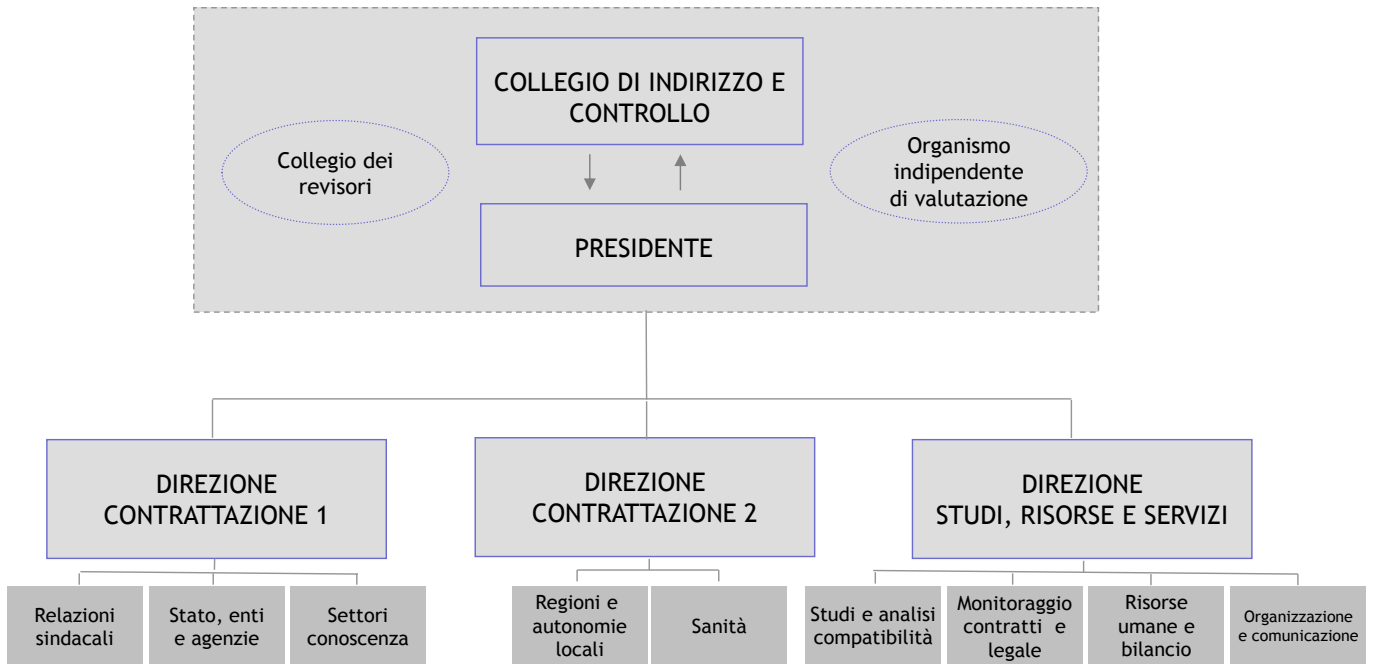 COLLEGIO DI INDIRIZZO E
CONTROLLO
Collegio dei
revisori
Organismo
indipendente
di valutazione
PRESIDENTE
DIREZIONE
CONTRATTAZIONE 1
DIREZIONE
CONTRATTAZIONE 2
DIREZIONE
STUDI, RISORSE E SERVIZI
Relazioni
sindacali
Stato, enti
e agenzie
Settori
conoscenza
Regioni e
autonomie
locali
Sanità
Studi e analisi
compatibilità
Monitoraggio
contratti e
legale
Risorse
umane e
bilancio
Organizzazione
e comunicazione